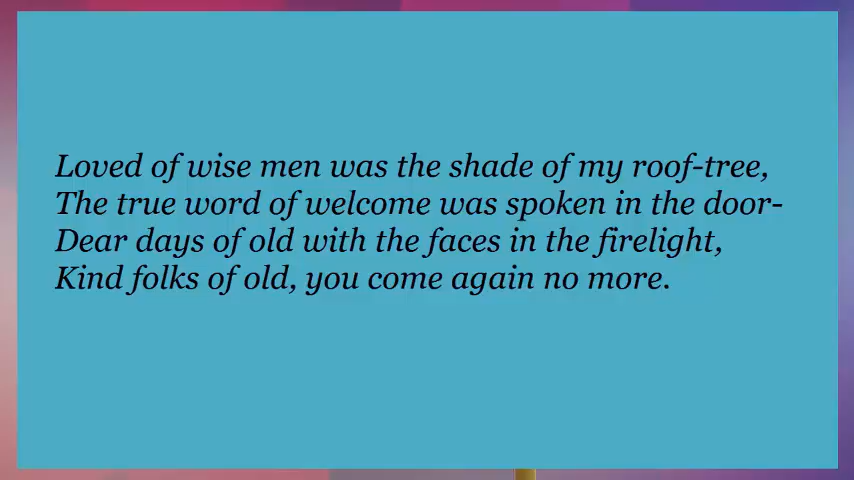 Loved of wise men was the shade of my roof-tree,
The true word of welcome was spoken in the door-
Dear days of old with the faces in the firelight,
Kind folks of old, you come again no more.